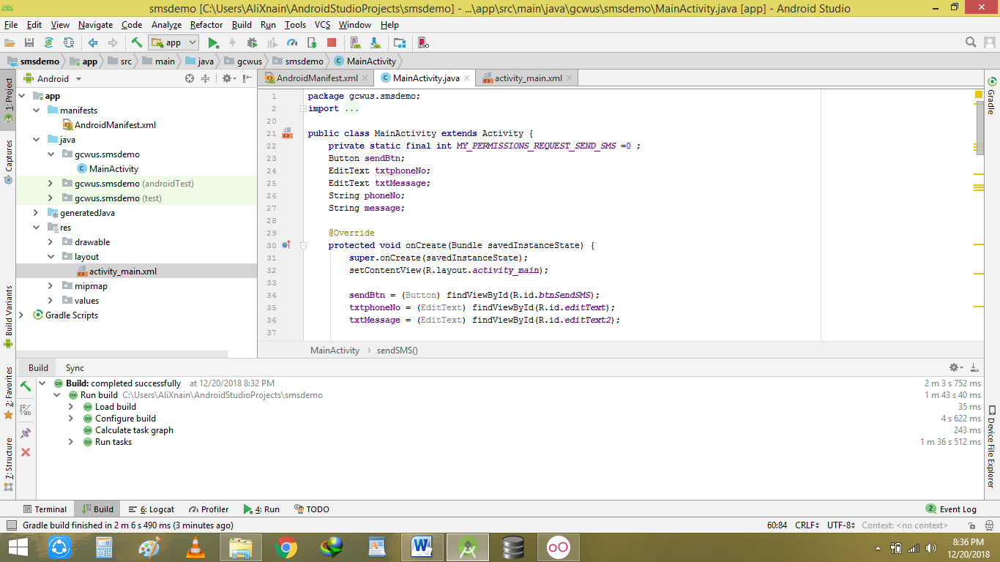 smsdemo [C:\Users\AliXnain\AndroidStudioProjects\smsdemo] - ...\app\src\main\java\gcwus\smsdemo\MainActivity.java [app] - Android Studio
File Edit View Navigate Code Analyze Refactor Build Run Tools VCS Window Help
app
smsdemo app src main java gcwus smsdemo MainActivity
1: Project
Captures
Build Variants
2: Favorites
7: Structure
Android
app
manifests
AndroidManifest.xml
java
gcwus.smsdemo
MainActivity
gcwus.smsdemo (androidTest)
gcwus.smsdemo (test)
generatedJava
res
drawable
layout
activity_main.xml
mipmap
values
Gradle Scripts
AndroidManifest.xml MainActivity.java activity_main.xml
1 package gcwus.smsdemo;
2 import ...
20
21 public class MainActivity extends Activity {
22 private static final int MY_PERMISSIONS_REQUEST_SEND_SMS =0 ;
23 Button sendBtn;
24 EditText txtphoneNo;
25 EditText txtMessage;
26 String phoneNo;
27 String message;
28
29 @Override
30 protected void onCreate(Bundle savedInstanceState) {
31 super.onCreate(savedInstanceState);
32 setContentView(R.layout.activity_main);
33
34 sendBtn = (Button) findViewById(R.id.btnSendSMS);
35 txtphoneNo = (EditText) findViewById(R.id.editText);
36 txtMessage = (EditText) findViewById(R.id.editText2);
37
MainActivity sendSMS()
Gradle
Device File Explorer
Build Sync
Build: completed successfully at 12/20/2018 8:32 PM 2 m 3 s 752 ms
Run build C:\Users\AliXnain\AndroidStudioProjects\smsdemo 1 m 43 s 40 ms
Load build 35 ms
Configure build 4 s 622 ms
Calculate task graph 243 ms
Run tasks 1 m 36 s 512 ms
Terminal Build 6: Logcat Profiler 4: Run TODO 2 Event Log
Gradle build finished in 2 m 6 s 490 ms (3 minutes ago) 60:84 CRLF UTF-8 Context: <no context>
8:36 PM
12/20/2018